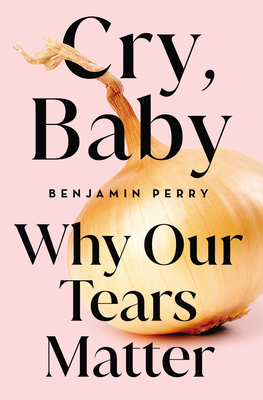 Cry,
Baby
BENJAMIN PERRY
Why Our
Tears
Matter